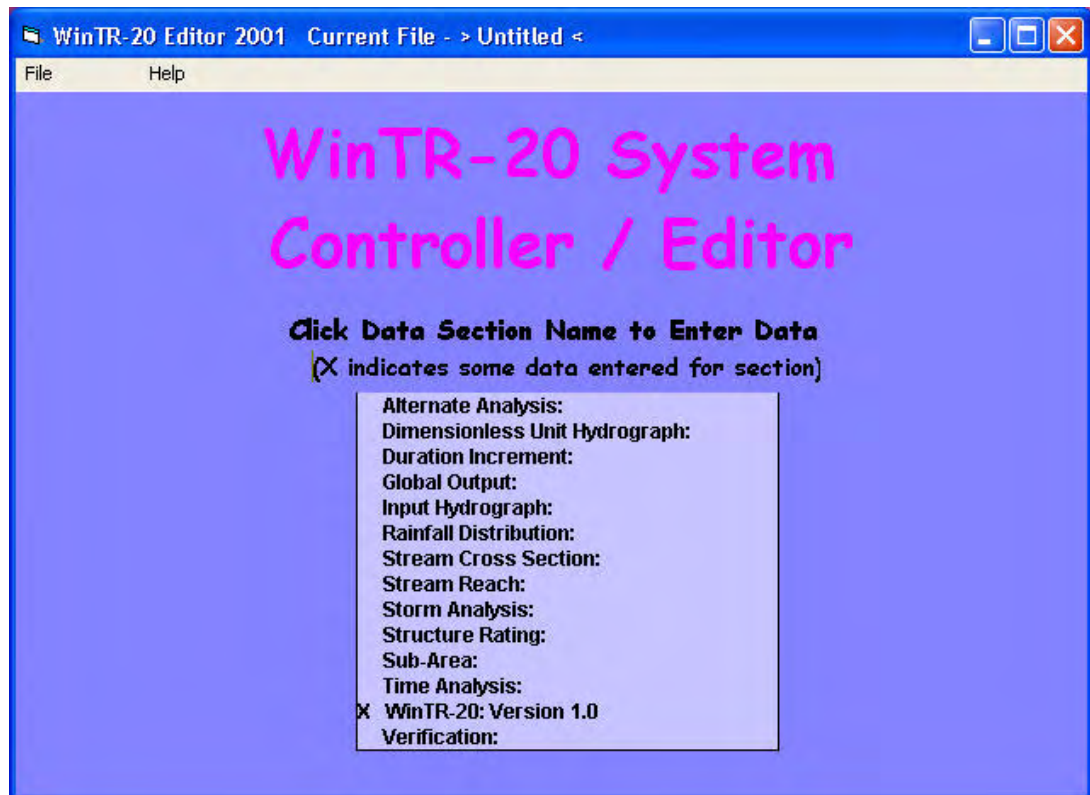 WinTR-20 Editor 2001 Current File - > Untitled <
File Help
WinTR-20 System
Controller / Editor
Click Data Section Name to Enter Data
(X indicates some data entered for section)
Alternate Analysis:
Dimensionless Unit Hydrograph:
Duration Increment:
Global Output:
Input Hydrograph:
Rainfall Distribution:
Stream Cross Section:
Stream Reach:
Storm Analysis:
Structure Rating:
Sub-Area:
Time Analysis:
X WinTR-20: Version 1.0
Verification: